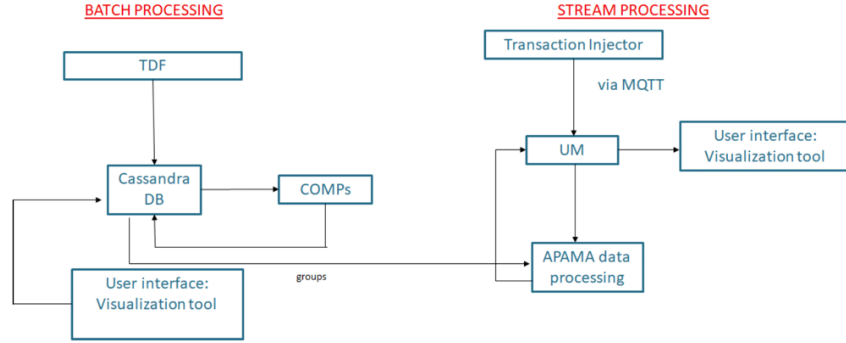 BATCH PROCESSING
STREAM PROCESSING
TDF
Transaction Injector
via MQTT
UM
User interface:
Visualization tool
Cassandra
DB
COMPs
APAMA data
processing
groups
User interface:
Visualization tool